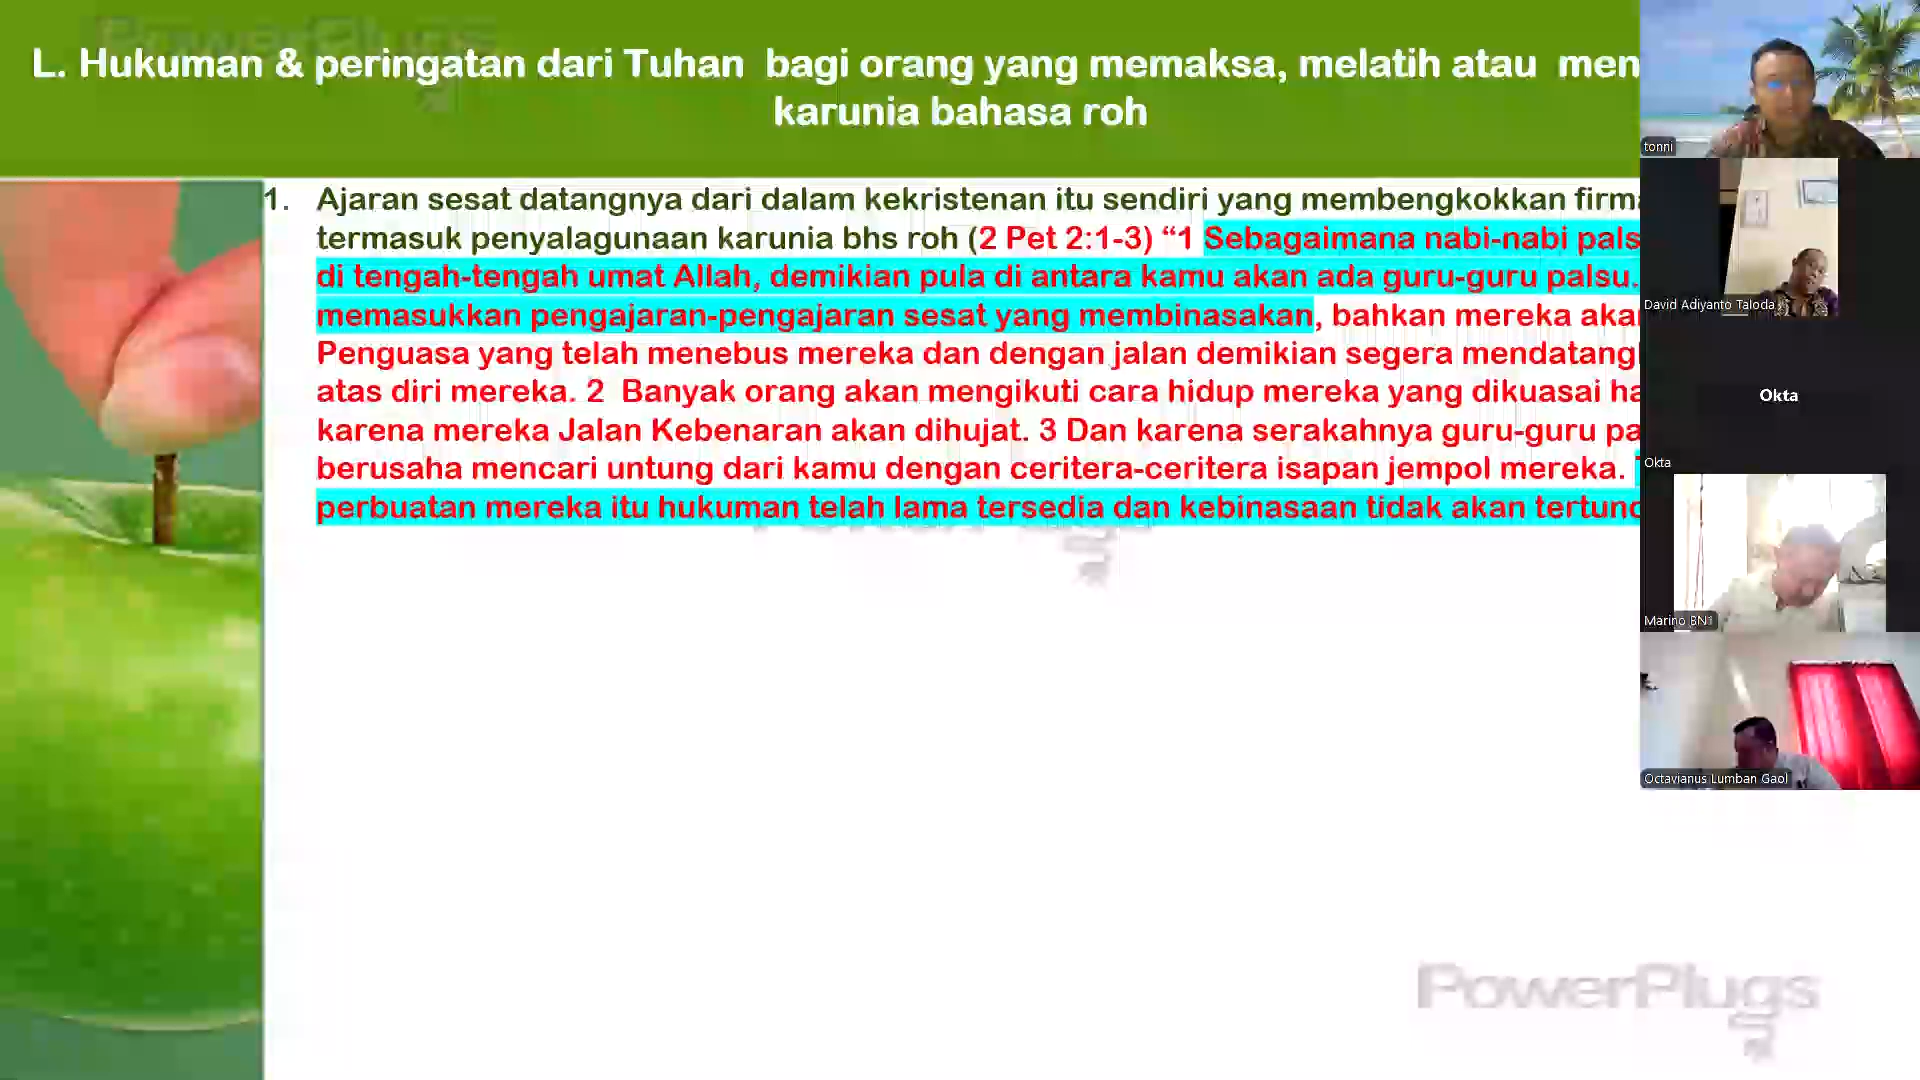 PowerPlugs
L. Hukuman & peringatan dari Tuhan bagi orang yang memaksa, melatih atau men
karunia bahasa roh
1. Ajaran sesat datangnya dari dalam kekristenan itu sendiri yang membengkokkan firm
termasuk penyalagunaan karunia bhs roh (2 Pet 2:1-3) “1 Sebagaimana nabi-nabi pals
di tengah-tengah umat Allah, demikian pula di antara kamu akan ada guru-guru palsu.
memasukkan pengajaran-pengajaran sesat yang membinasakan, bahkan mereka aka
Penguasa yang telah menebus mereka dan dengan jalan demikian segera mendatang
atas diri mereka. 2 Banyak orang akan mengikuti cara hidup mereka yang dikuasai ha
karena mereka Jalan Kebenaran akan dihujat. 3 Dan karena serakahnya guru-guru pa
berusaha mencari untung dari kamu dengan ceritera-ceritera isapan jempol mereka.
perbuatan mereka itu hukuman telah lama tersedia dan kebinasaan tidak akan tertund
PowerPlugs
tonni
David Adiyanto Taloda
Okta
Okta
Marino BN1
Octavianus Lumban Gaol